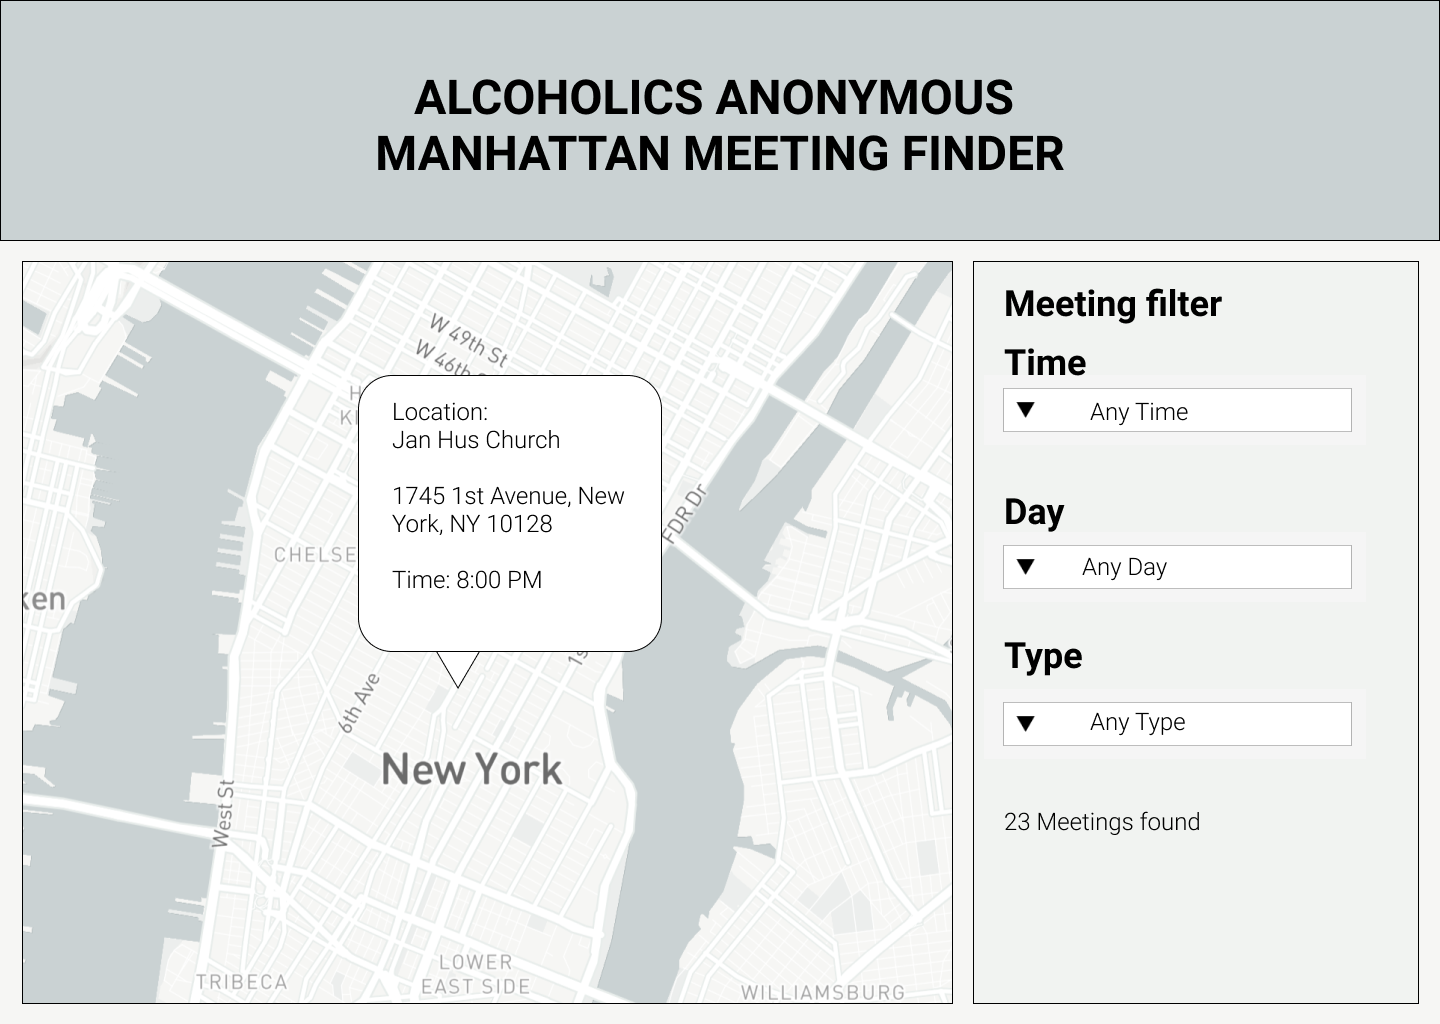 ALCOHOLICS ANONYMOUS
MANHATTAN MEETING FINDER
W 49th St
W 46th
Location:
Jan Hus Church
1745 1st Avenue, New
York, NY 10128
Time: 8:00 PM
FDR Dr
CHELSE
ken
6th Ave
New York
West St
TRIBECA
LOWER
EAST SIDE
WILLIAMSBURG
Meeting filter
Time
▼ Any Time
Day
▼ Any Day
Type
▼ Any Type
23 Meetings found